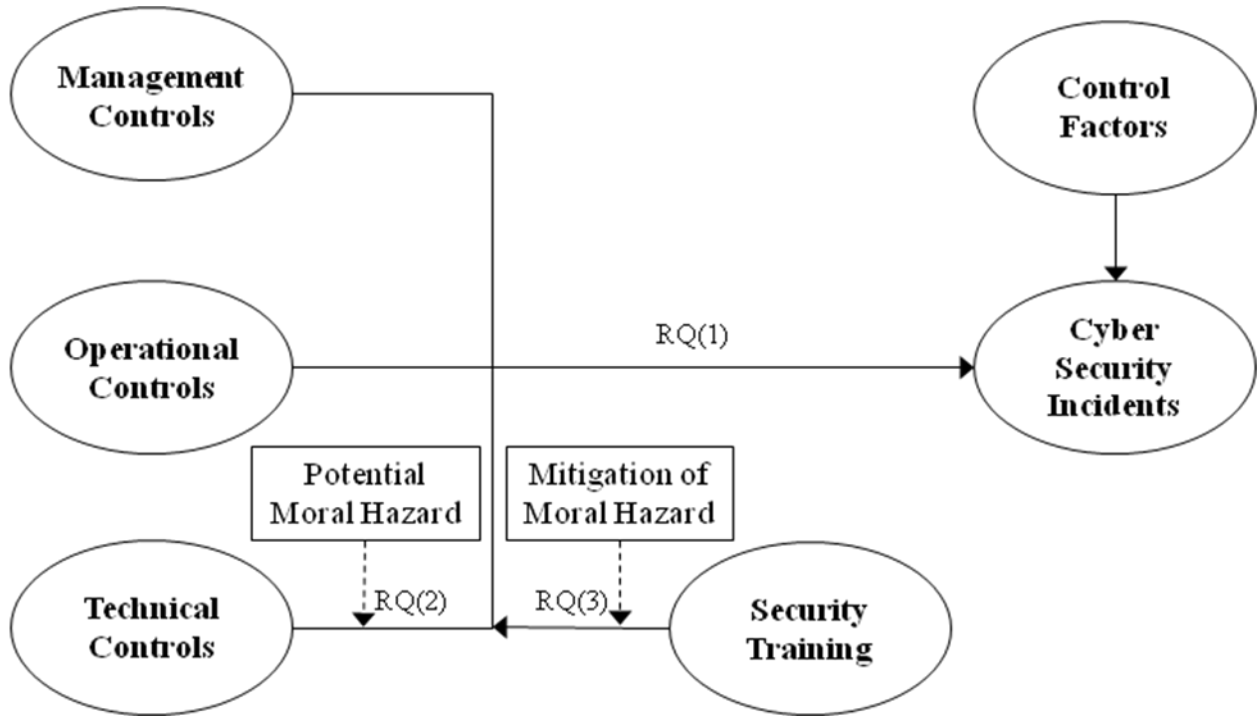 Management
Controls
Control
Factors
Operational
Controls
RQ(1)
Cyber
Security
Incidents
Potential
Moral Hazard
Mitigation of
Moral Hazard
Technical
Controls
RQ(2)
RQ(3)
Security
Training